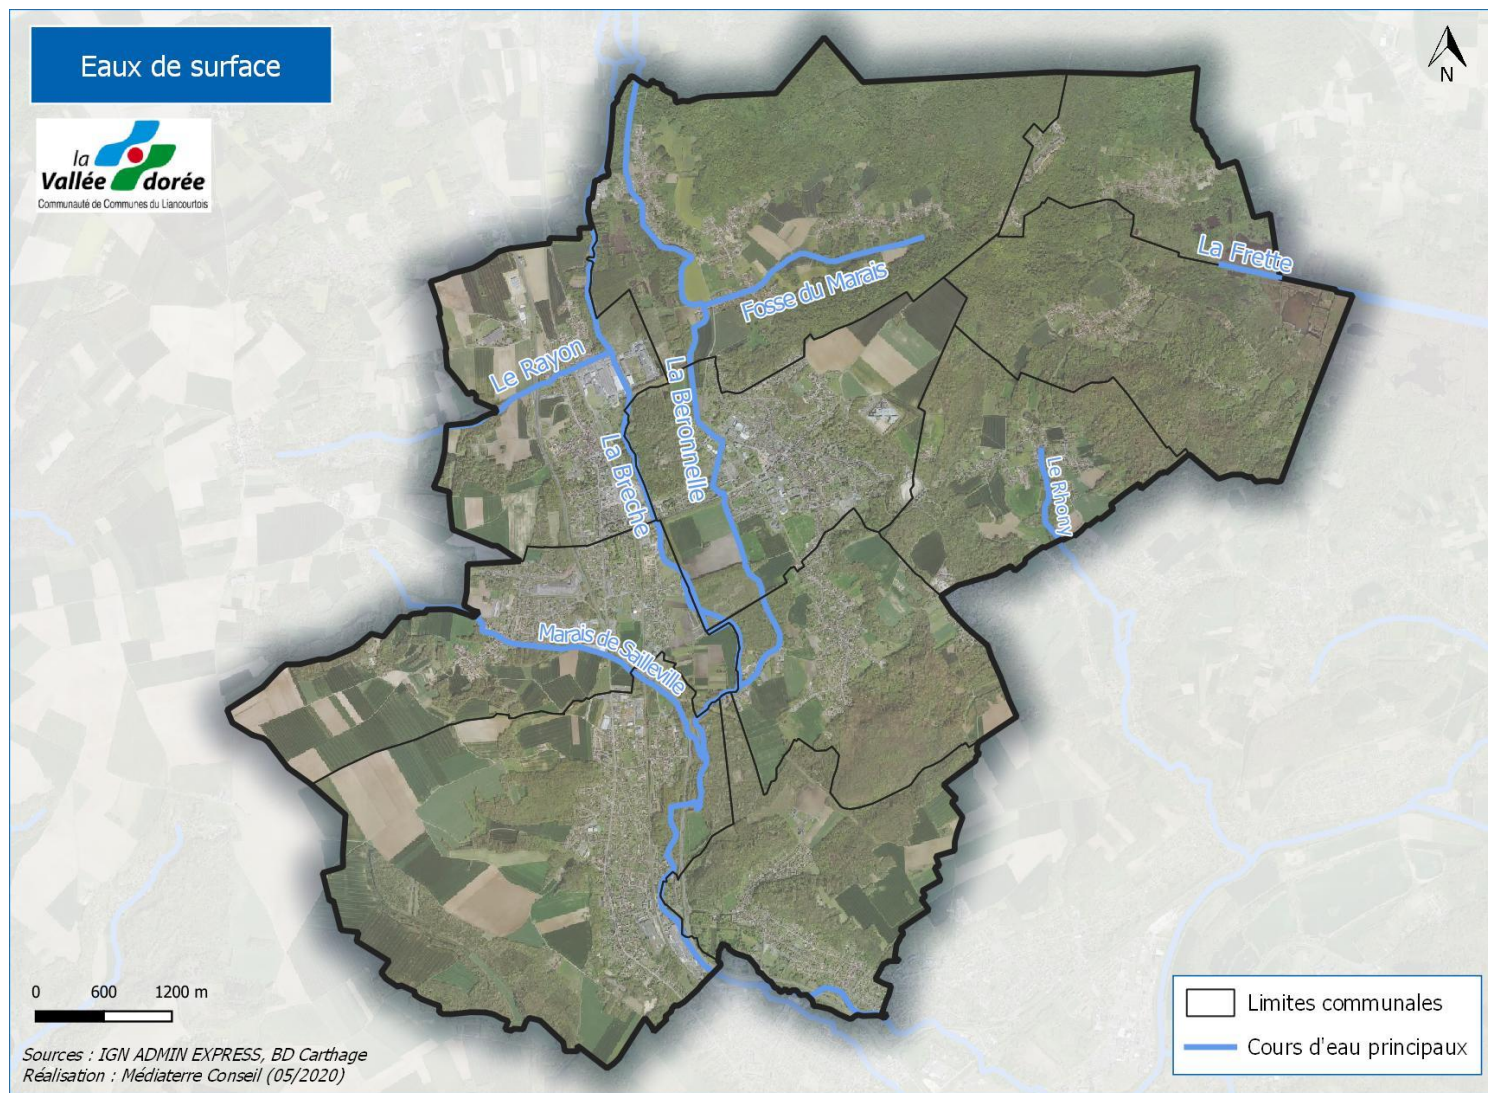 Eaux de surface
N
la
Vallée dorée
Communauté de Communes du Liancourtois
La Frette
Fosse du Marais
Le Rayon
La Beronnelle
La Breche
Le Rhony
Marais de Sailleville
0 600 1200 m
Limites communales
Cours d'eau principaux
Sources : IGN ADMIN EXPRESS, BD Carthage
Réalisation : Médiaterre Conseil (05/2020)